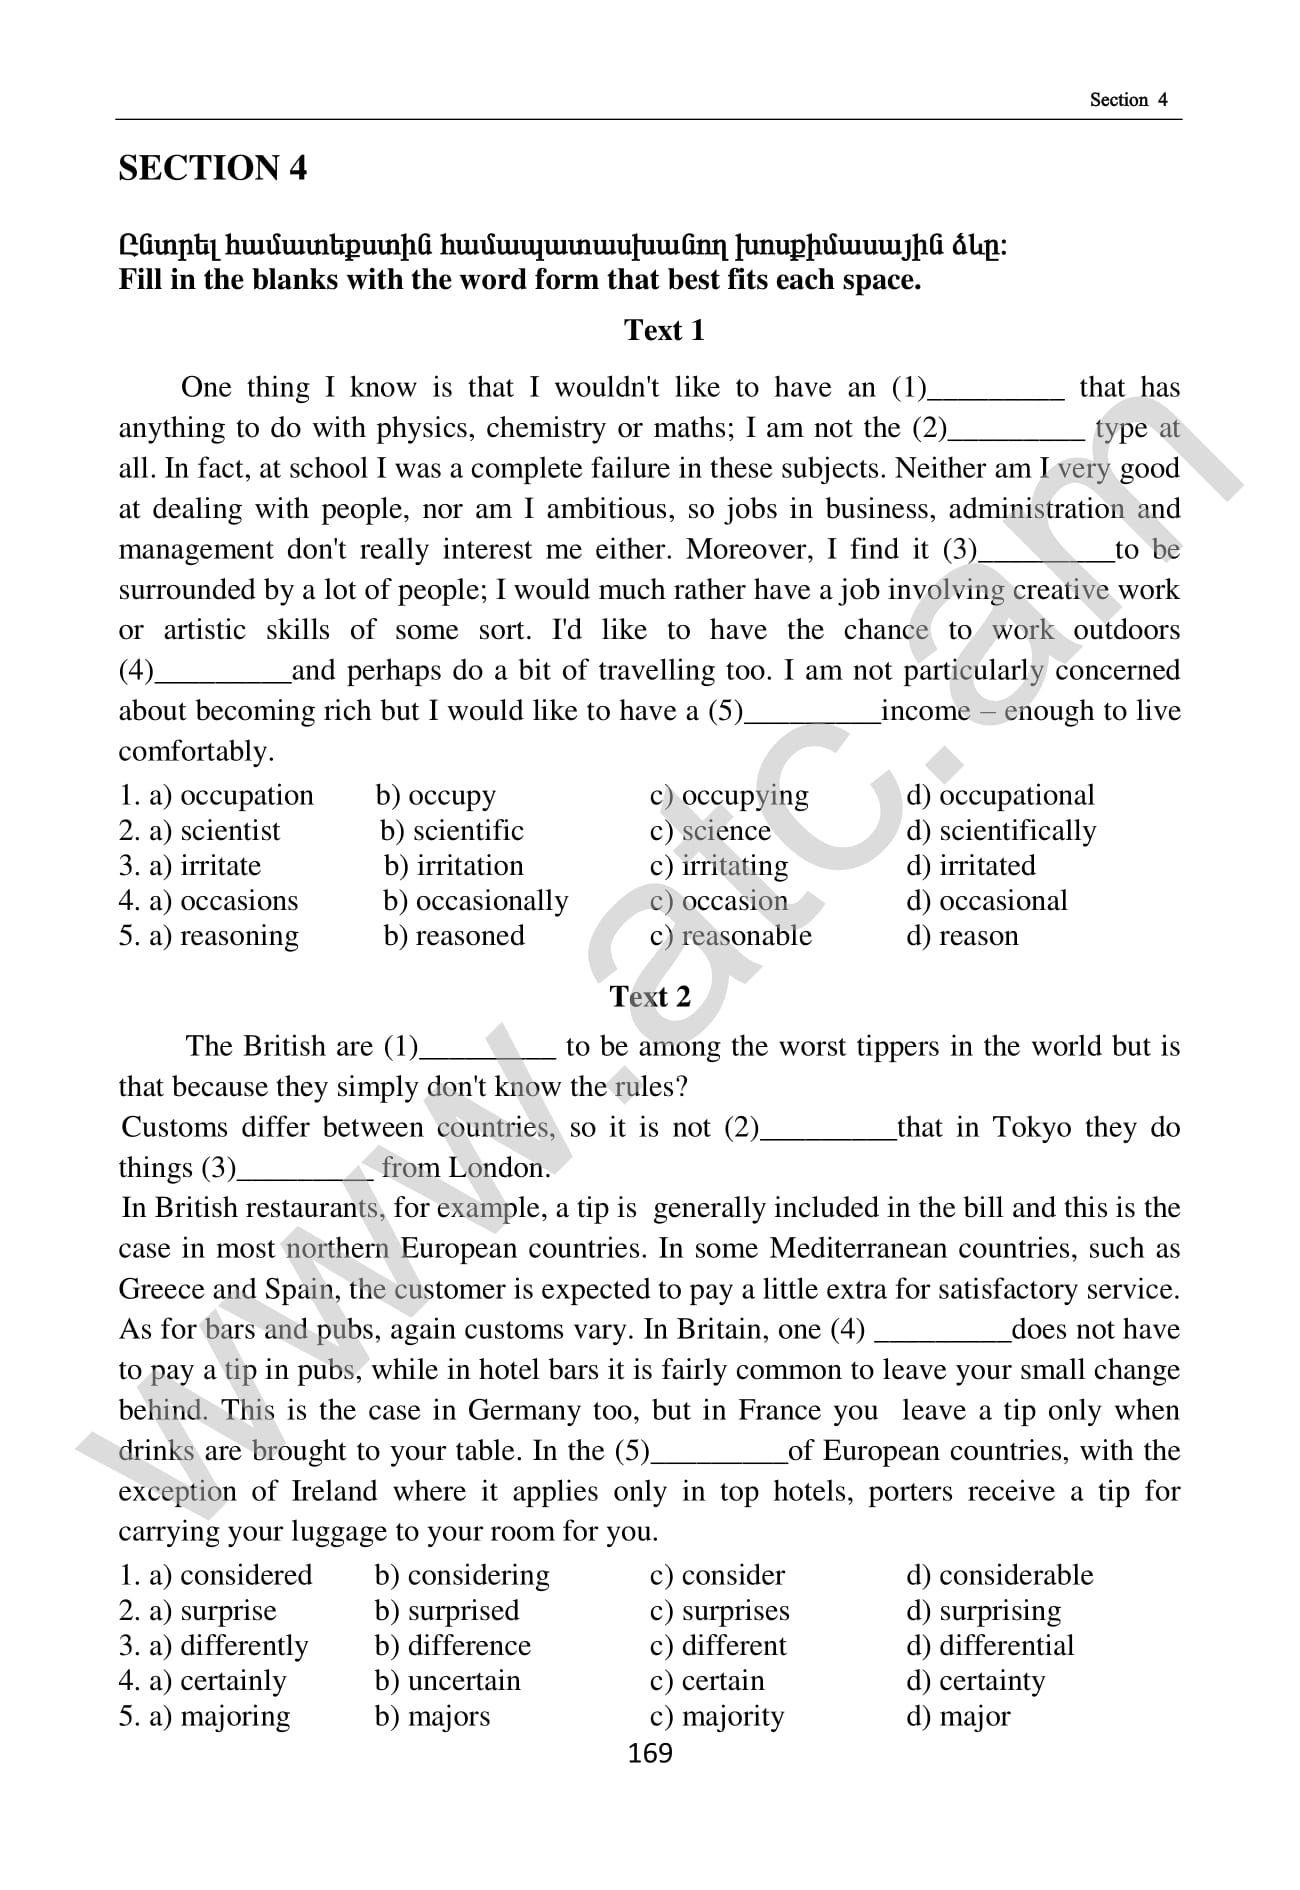 Section 4
SECTION 4
Ընտրել համատեքստին համապատասխանող խոսքիմասային ձևը:
Fill in the blanks with the word form that best fits each space.
Text 1
One thing I know is that I wouldn't like to have an (1)_________ that has
anything to do with physics, chemistry or maths; I am not the (2)_________ type at
all. In fact, at school I was a complete failure in these subjects. Neither am I very good
at dealing with people, nor am I ambitious, so jobs in business, administration and
management don't really interest me either. Moreover, I find it (3)_________to be
surrounded by a lot of people; I would much rather have a job involving creative work
or artistic skills of some sort. I'd like to have the chance to work outdoors
(4)_________and perhaps do a bit of travelling too. I am not particularly concerned
about becoming rich but I would like to have a (5)_________income – enough to live
comfortably.
1. a) occupation b) occupy c) occupying d) occupational
2. a) scientist b) scientific c) science d) scientifically
3. a) irritate b) irritation c) irritating d) irritated
4. a) occasions b) occasionally c) occasion d) occasional
5. a) reasoning b) reasoned c) reasonable d) reason
Text 2
The British are (1)_________ to be among the worst tippers in the world but is
that because they simply don't know the rules?
Customs differ between countries, so it is not (2)_________that in Tokyo they do
things (3)_________ from London.
In British restaurants, for example, a tip is generally included in the bill and this is the
case in most northern European countries. In some Mediterranean countries, such as
Greece and Spain, the customer is expected to pay a little extra for satisfactory service.
As for bars and pubs, again customs vary. In Britain, one (4) _________does not have
to pay a tip in pubs, while in hotel bars it is fairly common to leave your small change
behind. This is the case in Germany too, but in France you leave a tip only when
drinks are brought to your table. In the (5)_________of European countries, with the
exception of Ireland where it applies only in top hotels, porters receive a tip for
carrying your luggage to your room for you.
1. a) considered b) considering c) consider d) considerable
2. a) surprise b) surprised c) surprises d) surprising
3. a) differently b) difference c) different d) differential
4. a) certainly b) uncertain c) certain d) certainty
5. a) majoring b) majors c) majority d) major
169
www.atc.am